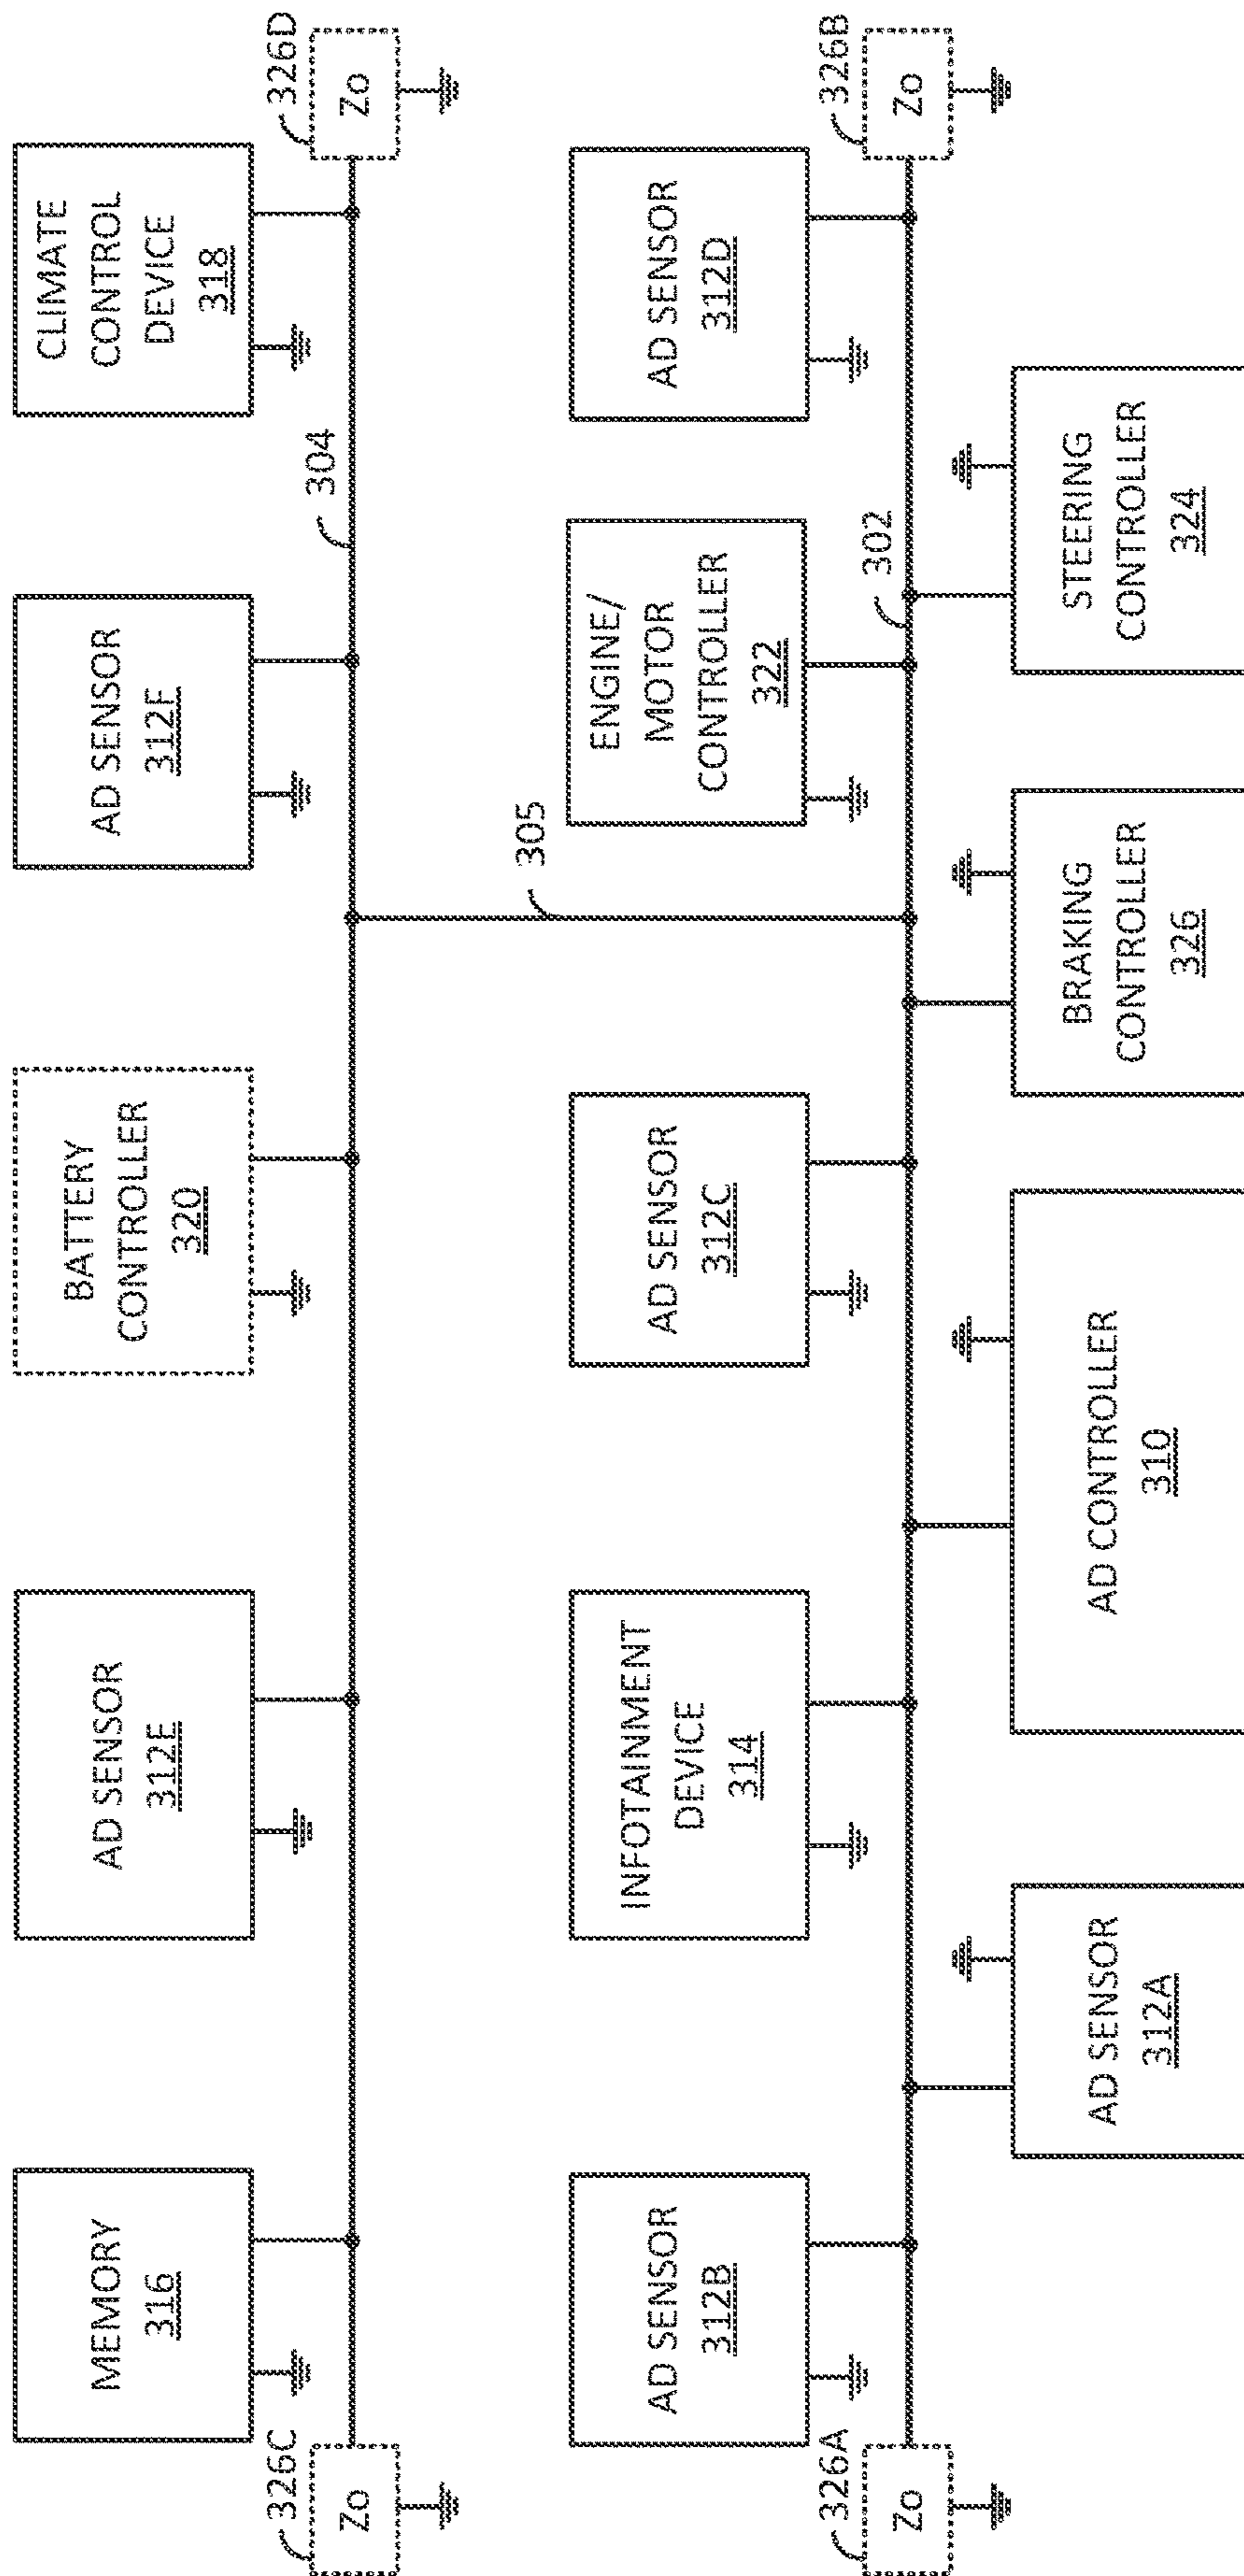 MEMORY
316
AD SENSOR
312E
BATTERY
CONTROLLER
320
AD SENSOR
312F
CLIMATE
CONTROL
DEVICE
318
326C
Zo
304
326D
Zo
305
AD SENSOR
312B
INFOTAINMENT
DEVICE
314
AD SENSOR
312C
ENGINE/
MOTOR
CONTROLLER
322
AD SENSOR
312D
326A
Zo
302
326B
Zo
AD SENSOR
312A
AD CONTROLLER
310
BRAKING
CONTROLLER
326
STEERING
CONTROLLER
324